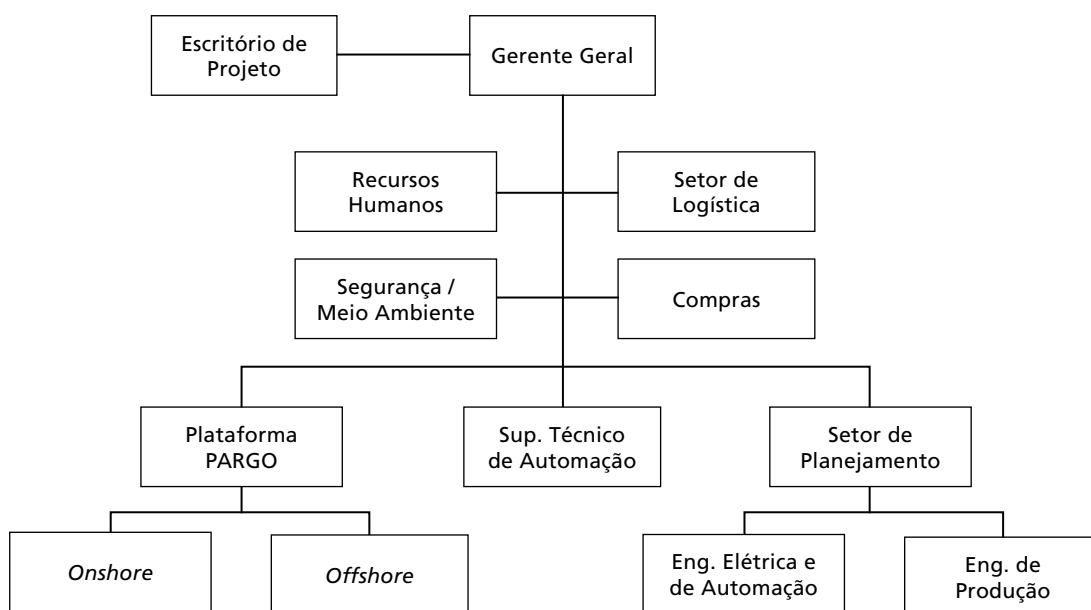 Escritório de
Projeto
Gerente Geral
Recursos
Humanos
Setor de
Logística
Segurança /
Meio Ambiente
Compras
Plataforma
PARGO
Sup. Técnico
de Automação
Setor de
Planejamento
Onshore
Offshore
Eng. Elétrica e
de Automação
Eng. de
Produção